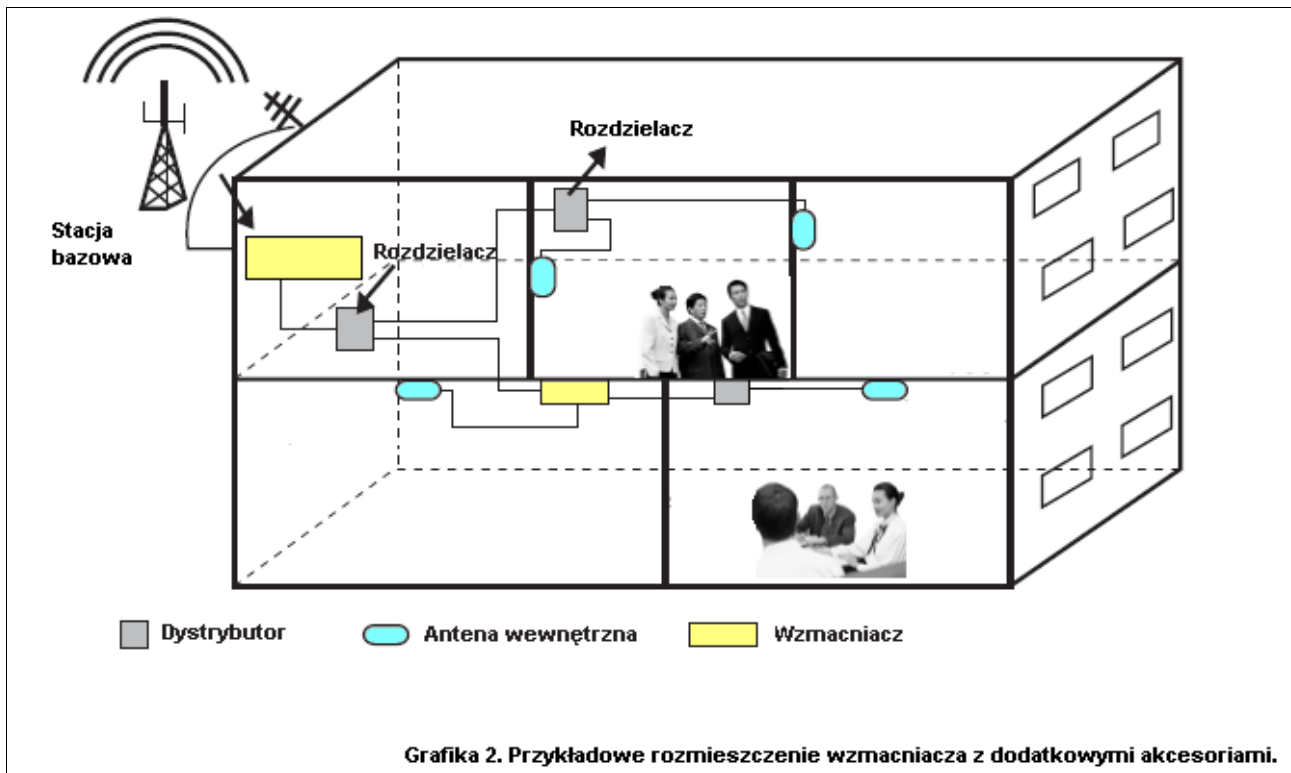 Rozdzielacz
Stacja
bazowa
Rozdzielacz
Dystrybutor
Antena wewnętrzna
Wzmacniacz
Grafika 2. Przykładowe rozmieszczenie wzmacniacza z dodatkowymi akcesoriami.